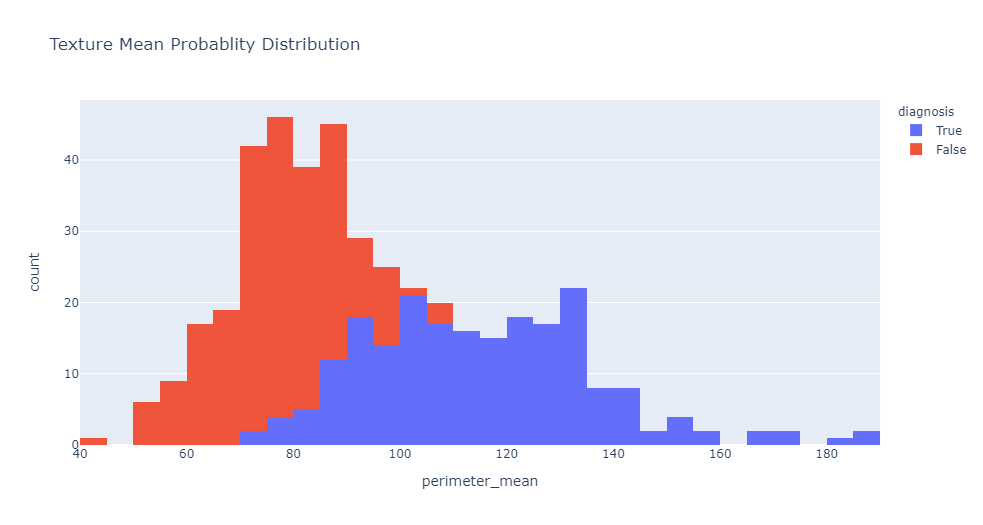 Texture Mean Probablity Distribution
diagnosis
True
False
count
40
30
20
10
0
40
60
80
100
120
140
160
180
perimeter_mean